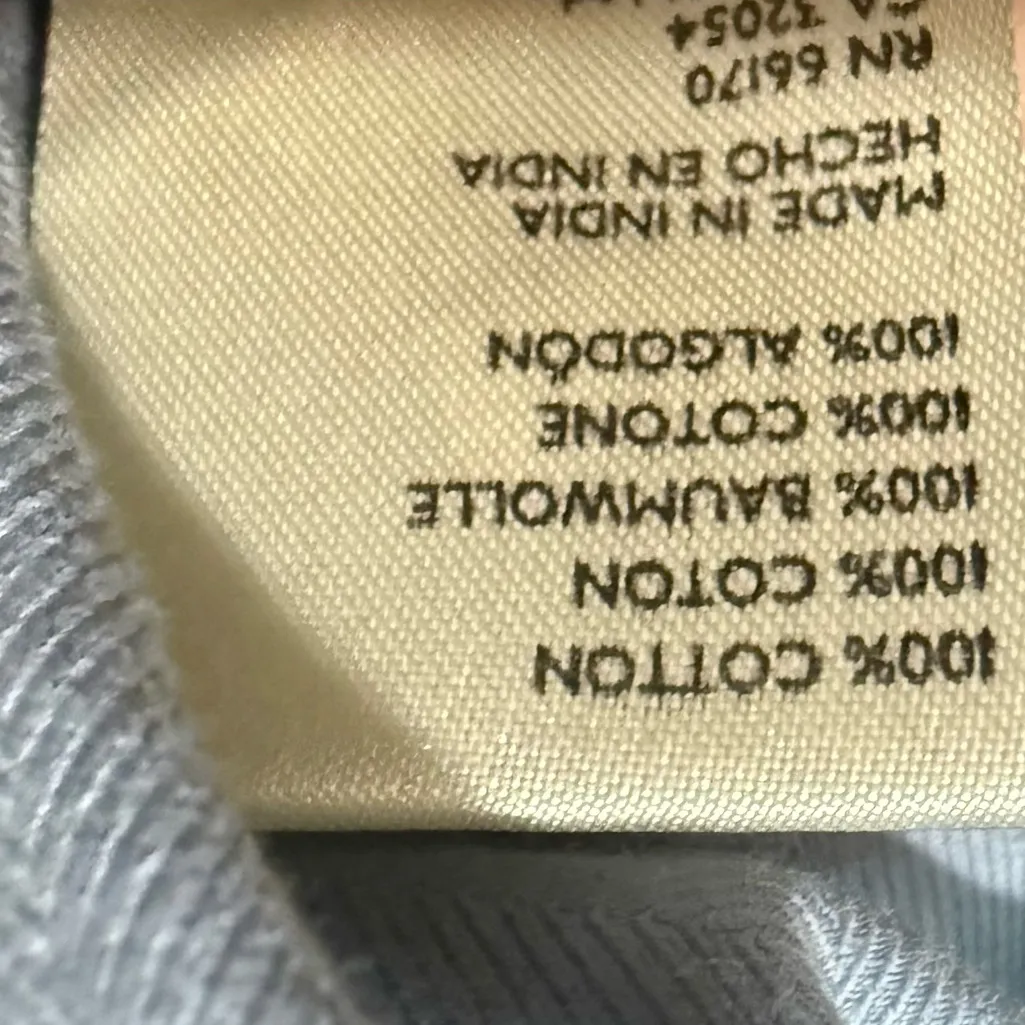 100% COTTON
100% COTON
100% BAUMWOLLE
100% COTONE
100% ALGODÓN
MADE IN INDIA
HECHO EN INDIA
RN 66170
CA 32054